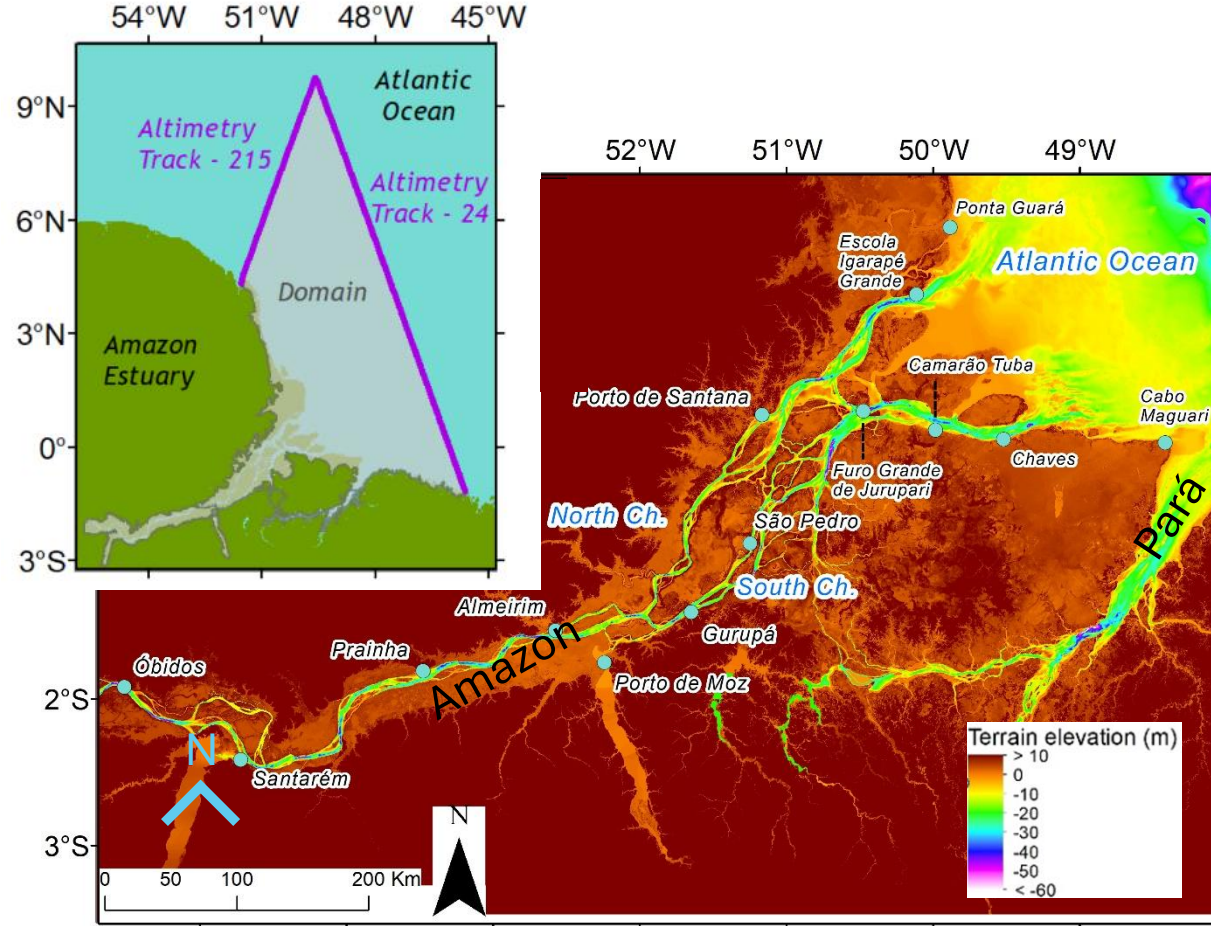 54°W 51°W 48°W 45°W
9°N
6°N
3°N
0°
3°S
Atlantic
Ocean
Altimetry
Track - 215
Altimetry
Track - 24
Domain
Amazon
Estuary
52°W 51°W 50°W 49°W
Ponta Guará
Escola
Igarapé
Grande
Atlantic Ocean
Camarão Tuba
Porto de Santana
Cabo
Maguari
Chaves
Furo Grande
de Jurupari
Pará
North Ch.
São Pedro
South Ch.
Almeirim
Gurupá
Prainha
Amazon
Porto de Moz
Óbidos
2°S
N
Santarém
3°S
0 50 100 200 Km
N
Terrain elevation (m)
> 10
0
-10
-20
-30
-40
-50
< -60